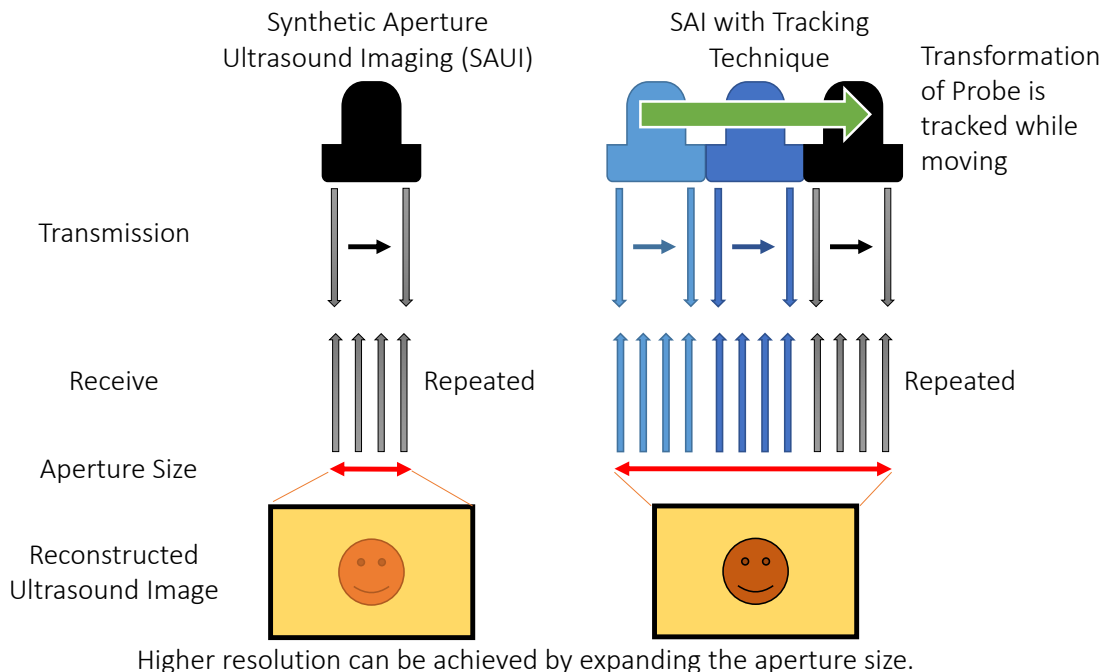 Synthetic Aperture
Ultrasound Imaging (SAUI)
SAI with Tracking
Technique
Transformation
of Probe is
tracked while
moving
Transmission
Receive
Repeated
Repeated
Aperture Size
Reconstructed
Ultrasound Image
Higher resolution can be achieved by expanding the aperture size.